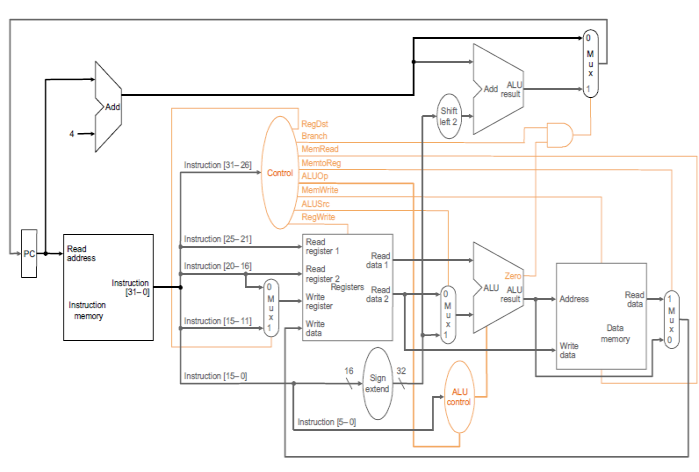 0
M
u
x
1
Add
ALU
result
Add
Shift
left 2
4
RegDst
Branch
MemRead
MemtoReg
ALUOp
MemWrite
ALUSrc
RegWrite
Control
Instruction [31–26]
Instruction [25–21]
Instruction [20–16]
Instruction [15–11]
Instruction [15–0]
Instruction [5–0]
PC
Read
address
Instruction
[31–0]
Instruction
memory
0
M
u
x
1
Read
register 1
Read
register 2
Write
register
Write
data
Registers
Read
data 1
Read
data 2
0
M
u
x
1
Zero
ALU
ALU
result
Address
Write
data
Read
data
Data
memory
1
M
u
x
0
16
Sign
extend
32
ALU
control